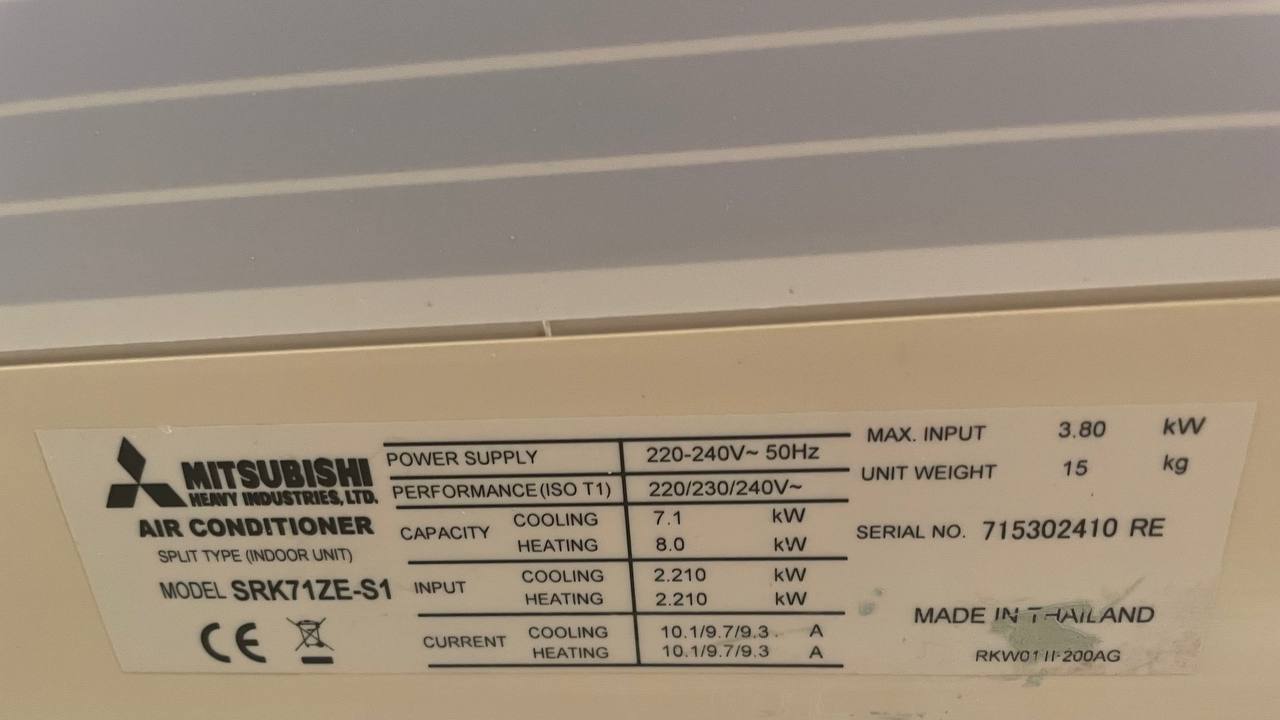 MITSUBISHI
HEAVY INDUSTRIES, LTD.
AIR CONDITIONER
SPLIT TYPE (INDOOR UNIT)
MODEL SRK71ZE-S1
CE
POWER SUPPLY 220-240V~ 50Hz
PERFORMANCE (ISO T1) 220/230/240V~
CAPACITY COOLING 7.1 kW
HEATING 8.0 kW
INPUT COOLING 2.210 kW
HEATING 2.210 kW
CURRENT COOLING 10.1/9.7/9.3 A
HEATING 10.1/9.7/9.3 A
MAX. INPUT 3.80 kW
UNIT WEIGHT 15 kg
SERIAL NO. 715302410 RE
MADE IN THAILAND
RKW01II-200AG